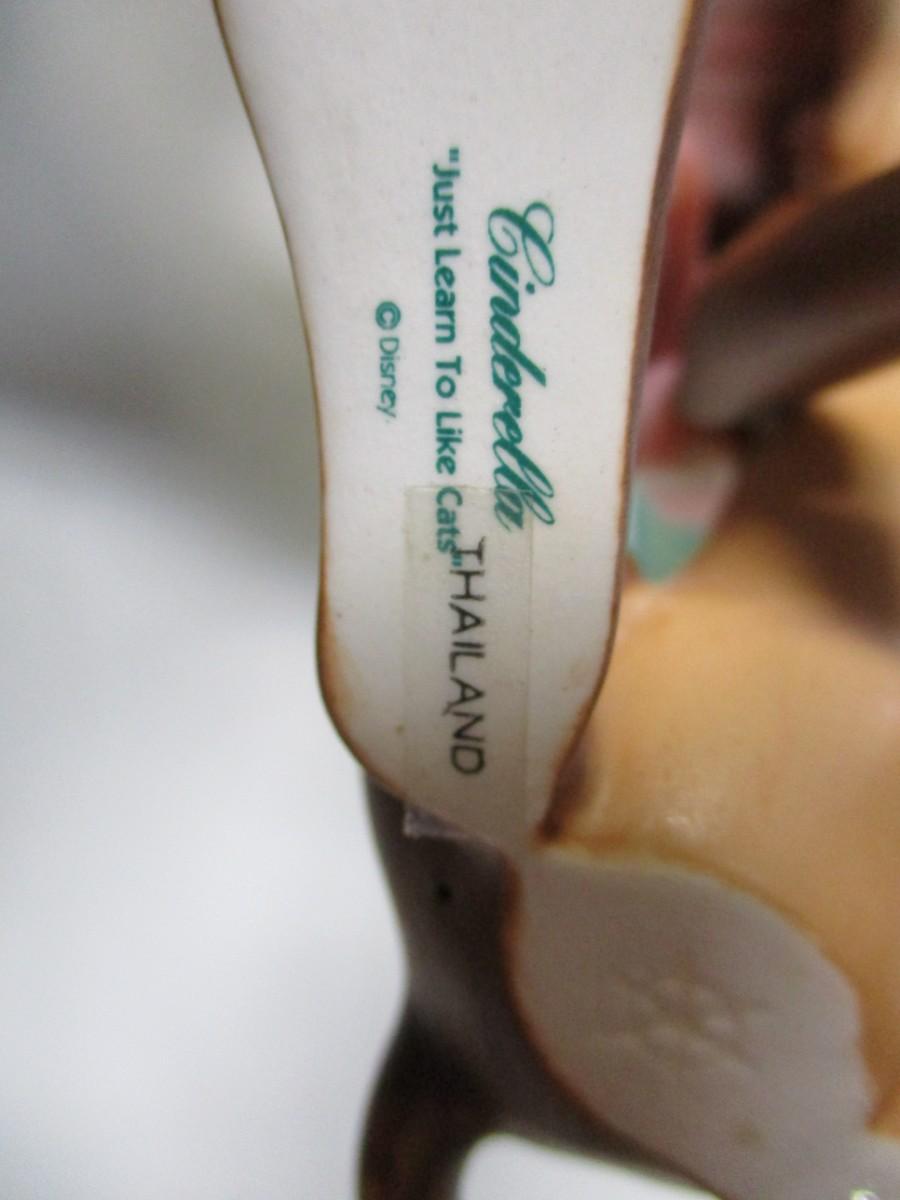 Cinderella
"Just Learn To Like Cats"
© Disney
THAILAND